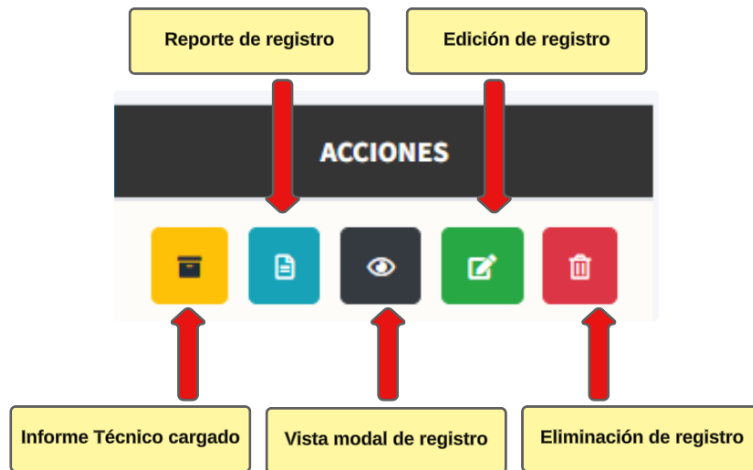 Reporte de registro
Edición de registro
ACCIONES
Informe Técnico cargado
Vista modal de registro
Eliminación de registro